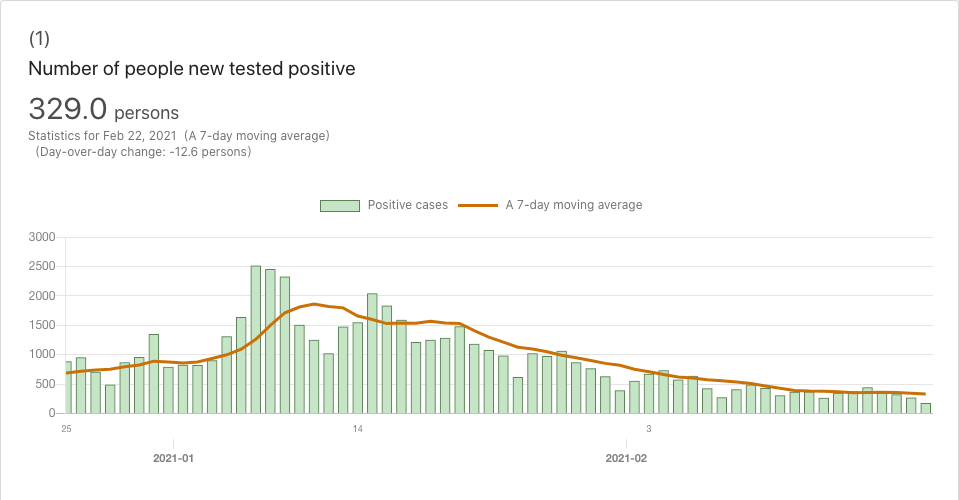 (1)
Number of people new tested positive
329.0 persons
Statistics for Feb 22, 2021 (A 7-day moving average)
(Day-over-day change: -12.6 persons)
Positive cases A 7-day moving average
3000
2500
2000
1500
1000
500
0
25 14 3
2021-01 2021-02